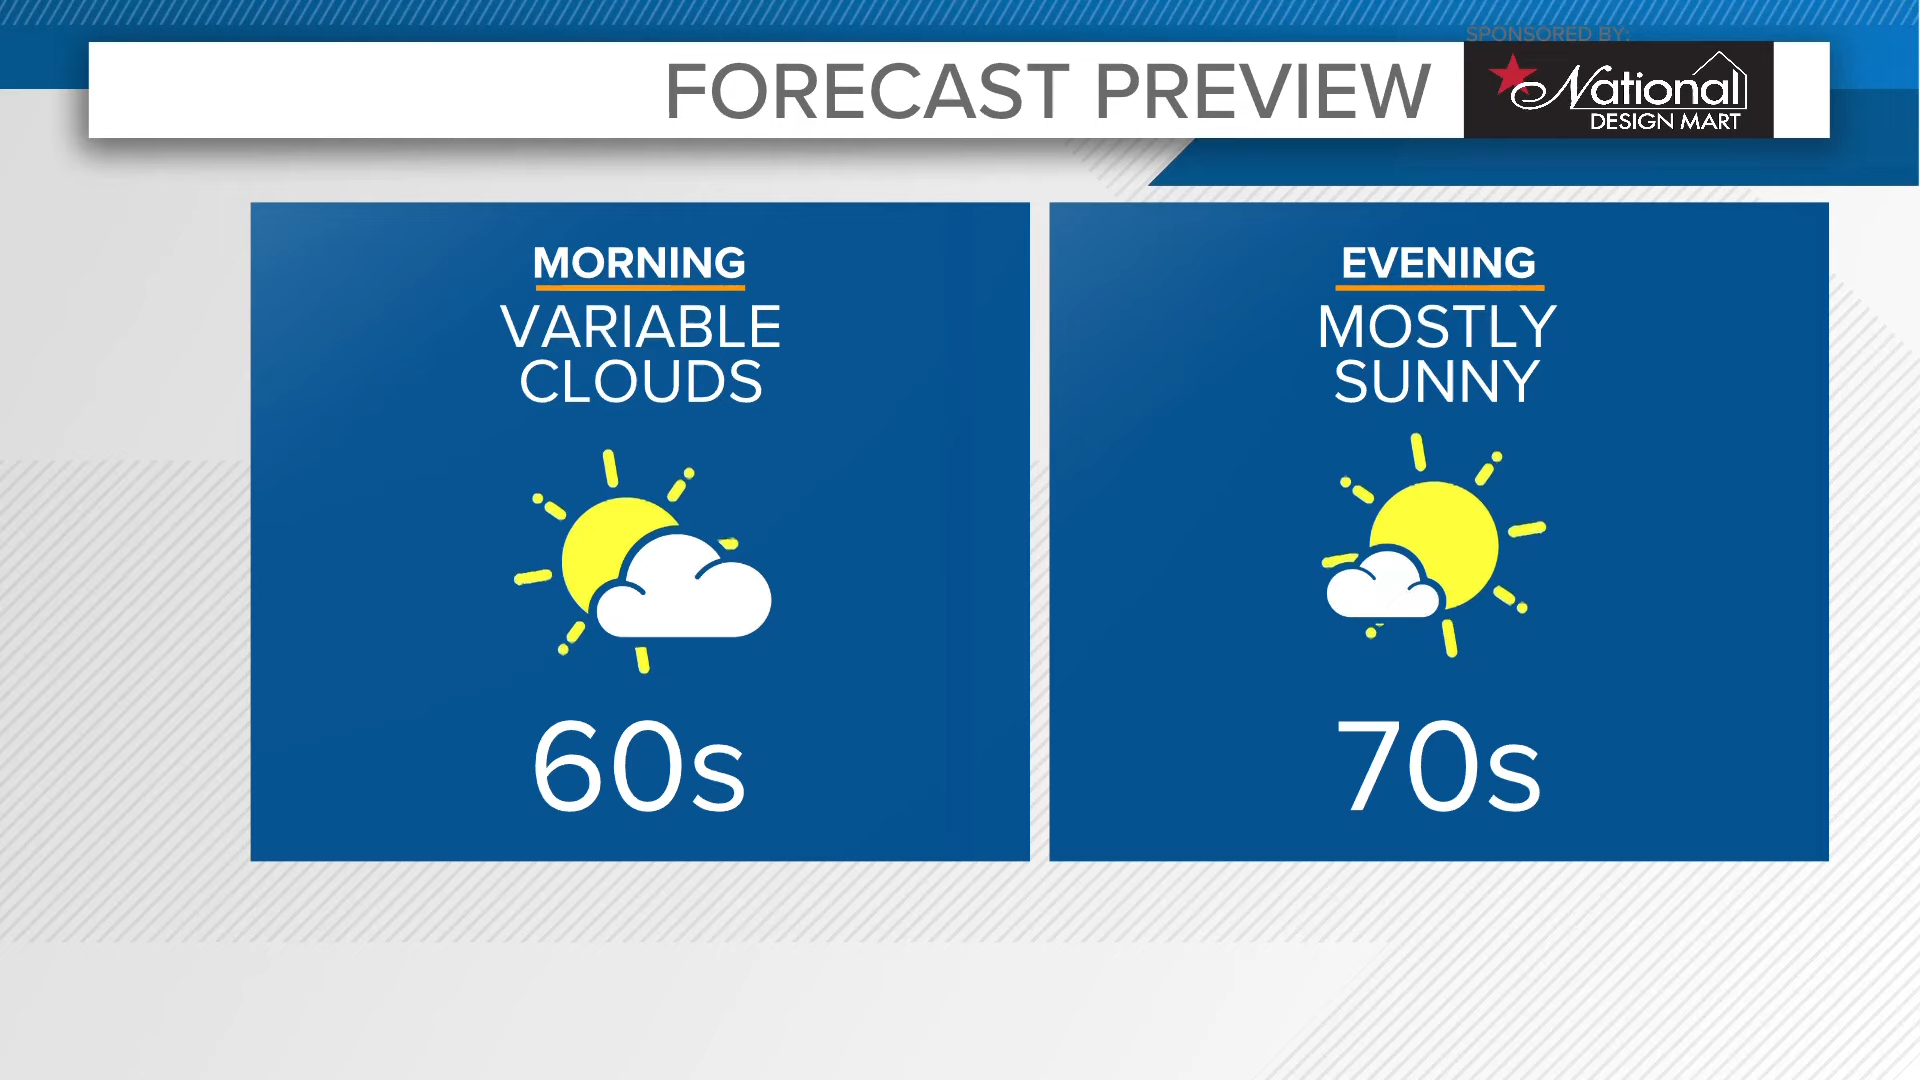 SPONSORED BY:
FORECAST PREVIEW
National
DESIGN MART
MORNING
VARIABLE
CLOUDS
60s
EVENING
MOSTLY
SUNNY
70s